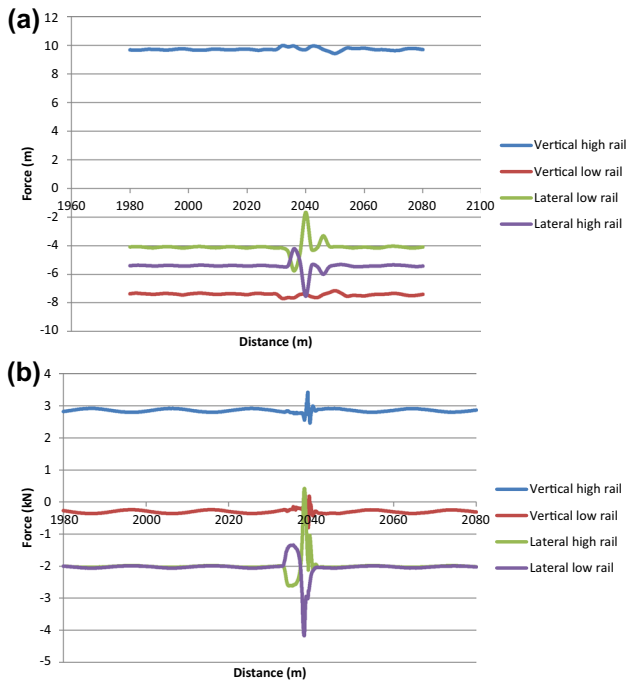 (a)
12
10
8
6
4
2
0
1960 1980 2000 2020 2040 2060 2080 2100
-2
-4
-6
-8
-10
Force (m)
Distance (m)
Vertical high rail
Vertical low rail
Lateral low rail
Lateral high rail
(b)
4
3
2
1
0
1980 2000 2020 2040 2060 2080
-1
-2
-3
-4
-5
Force (kN)
Distance (m)
Vertical high rail
Vertical low rail
Lateral high rail
Lateral low rail